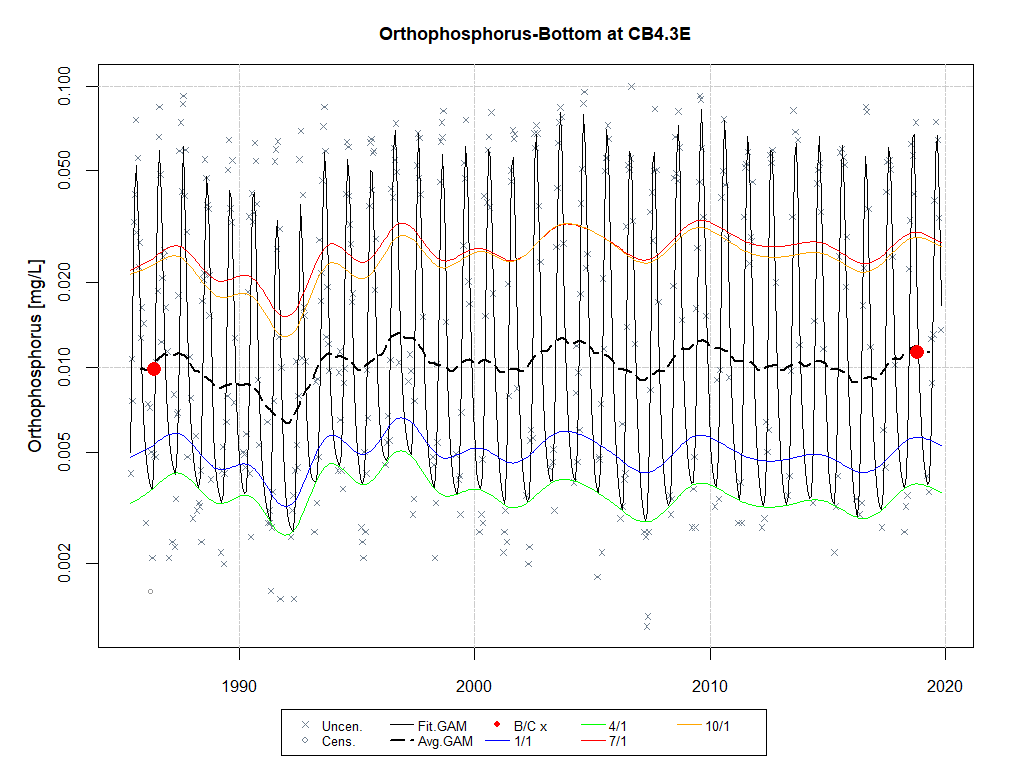 Orthophosphorus-Bottom at CB4.3E
Orthophosphorus [mg/L]
0.100
0.050
0.020
0.010
0.005
0.002
1990 2000 2010 2020
Uncen. Fit.GAM B/C x 4/1 10/1
Cens. Avg.GAM 1/1 7/1